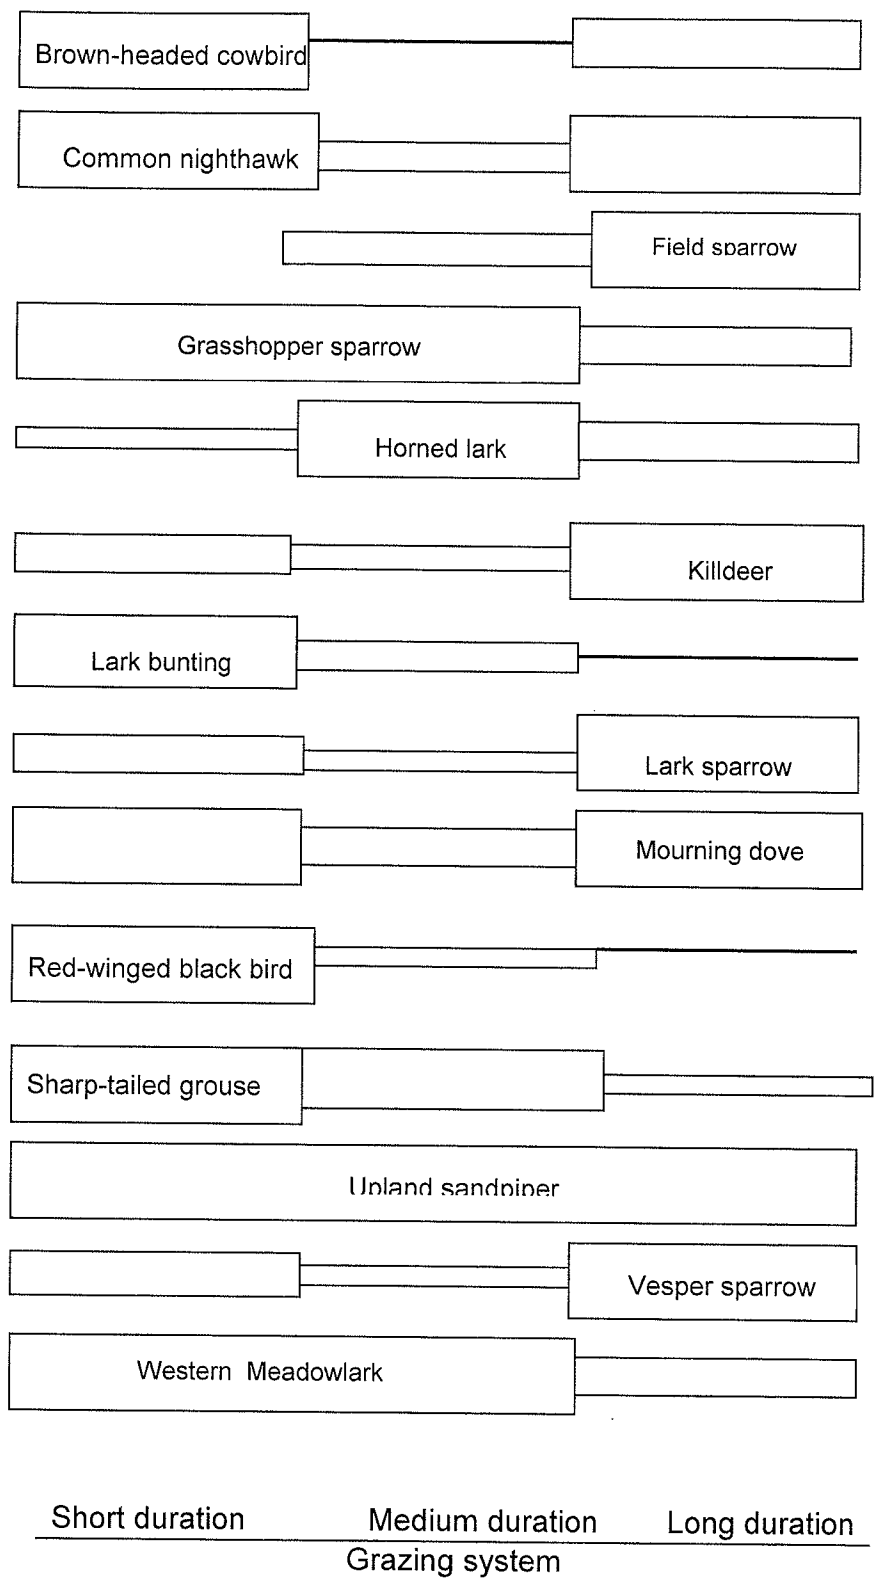 Brown-headed cowbird
Common nighthawk
Field sparrow
Grasshopper sparrow
Horned lark
Killdeer
Lark bunting
Lark sparrow
Mourning dove
Red-winged black bird
Sharp-tailed grouse
Upland sandpiper
Vesper sparrow
Western Meadowlark
Short duration Medium duration Long duration
Grazing system